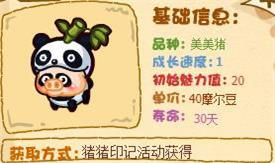 基础信息:
品种: 美美猪
成长速度: 1
初始魅力值: 20
单价: 40摩尔豆
寿命: 30天
获取方式: 猪猪印记活动获得